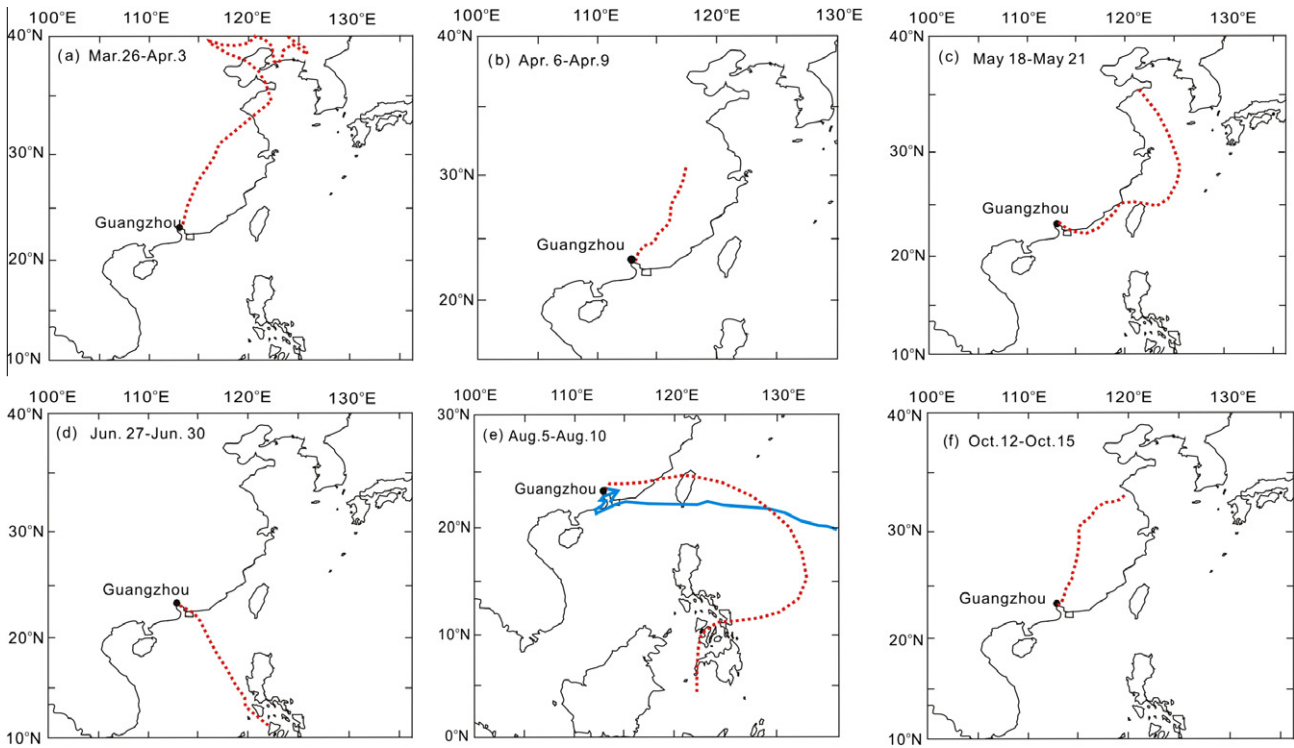 100°E 110°E 120°E 130°E
40°N
(a) Mar.26-Apr.3
30°N
Guangzhou
20°N
10°N
100°E 110°E 120°E 130°E
40°N
(b) Apr. 6-Apr.9
30°N
Guangzhou
20°N
100°E 110°E 120°E 130°E
40°N
(c) May 18-May 21
30°N
Guangzhou
20°N
10°N
100°E 110°E 120°E 130°E
40°N
(d) Jun. 27-Jun. 30
30°N
Guangzhou
20°N
10°N
100°E 110°E 120°E 130°E
30°N
(e) Aug.5-Aug.10
Guangzhou
20°N
10°N
0°N
100°E 110°E 120°E 130°E
40°N
(f) Oct.12-Oct.15
30°N
Guangzhou
20°N
10°N